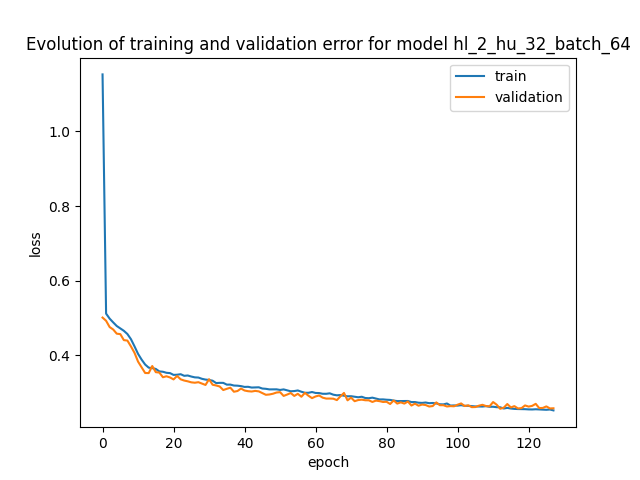 Evolution of training and validation error for model hl_2_hu_32_batch_64
train
validation
loss
1.0
0.8
0.6
0.4
0 20 40 60 80 100 120
epoch